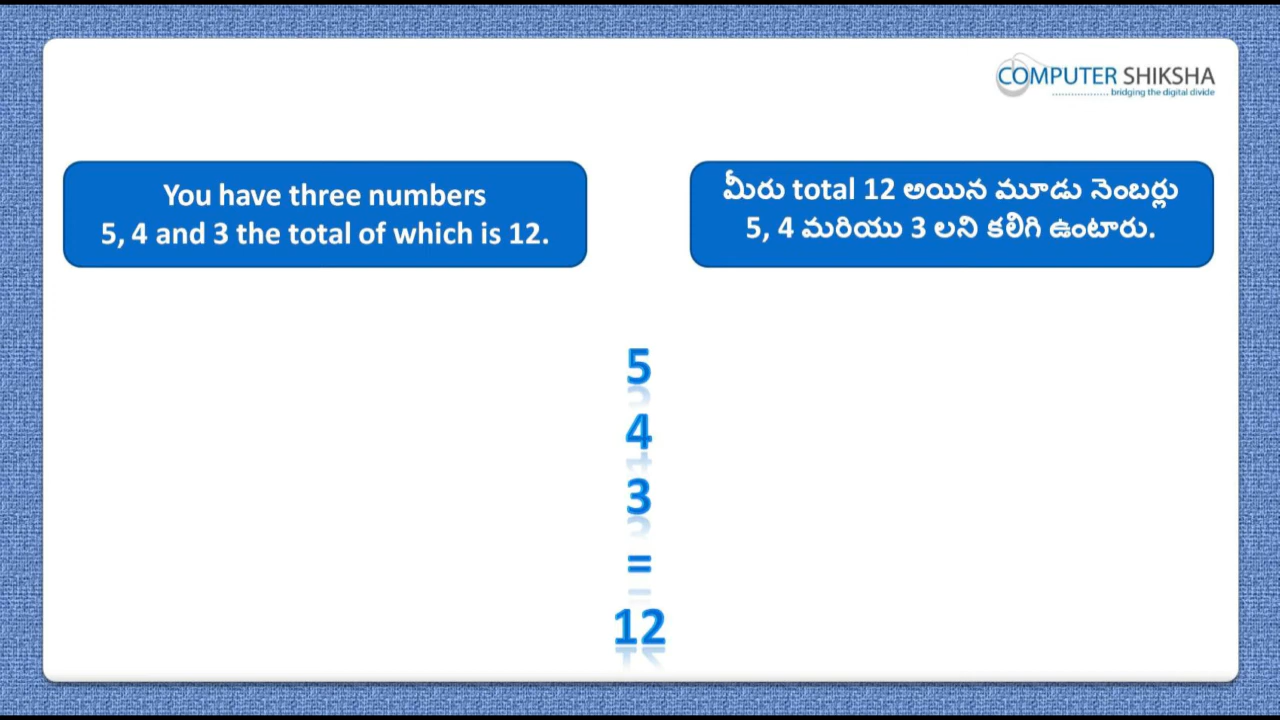 COMPUTER SHIKSHA
bridging the digital divide
You have three numbers
5, 4 and 3 the total of which is 12.
మీరు total 12 అయిన మూడు నెంబర్లు
5, 4 మరియు 3 లని కలిగి ఉంటారు.
5
4
3
=
12